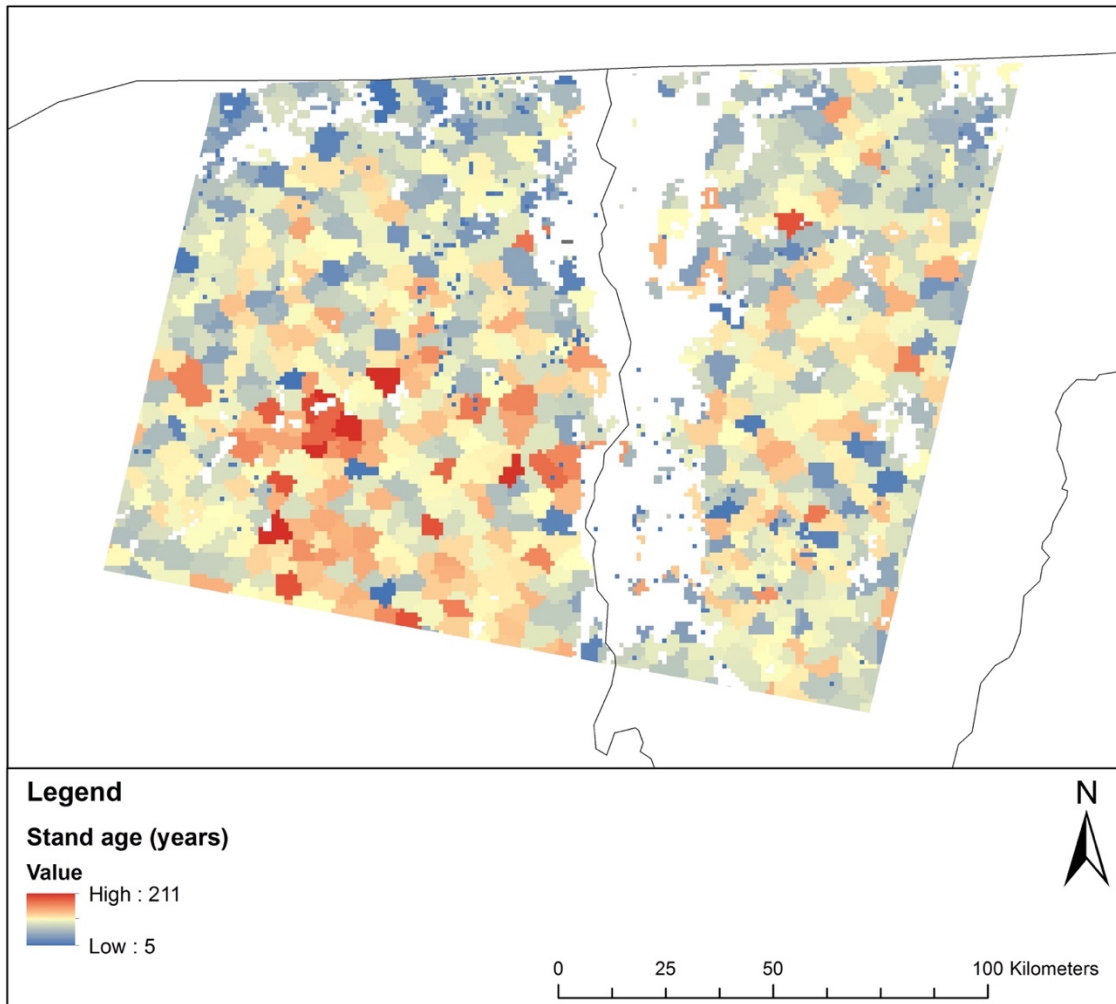 Legend
N
Stand age (years)
Value
High : 211
Low : 5
0 25 50 100 Kilometers